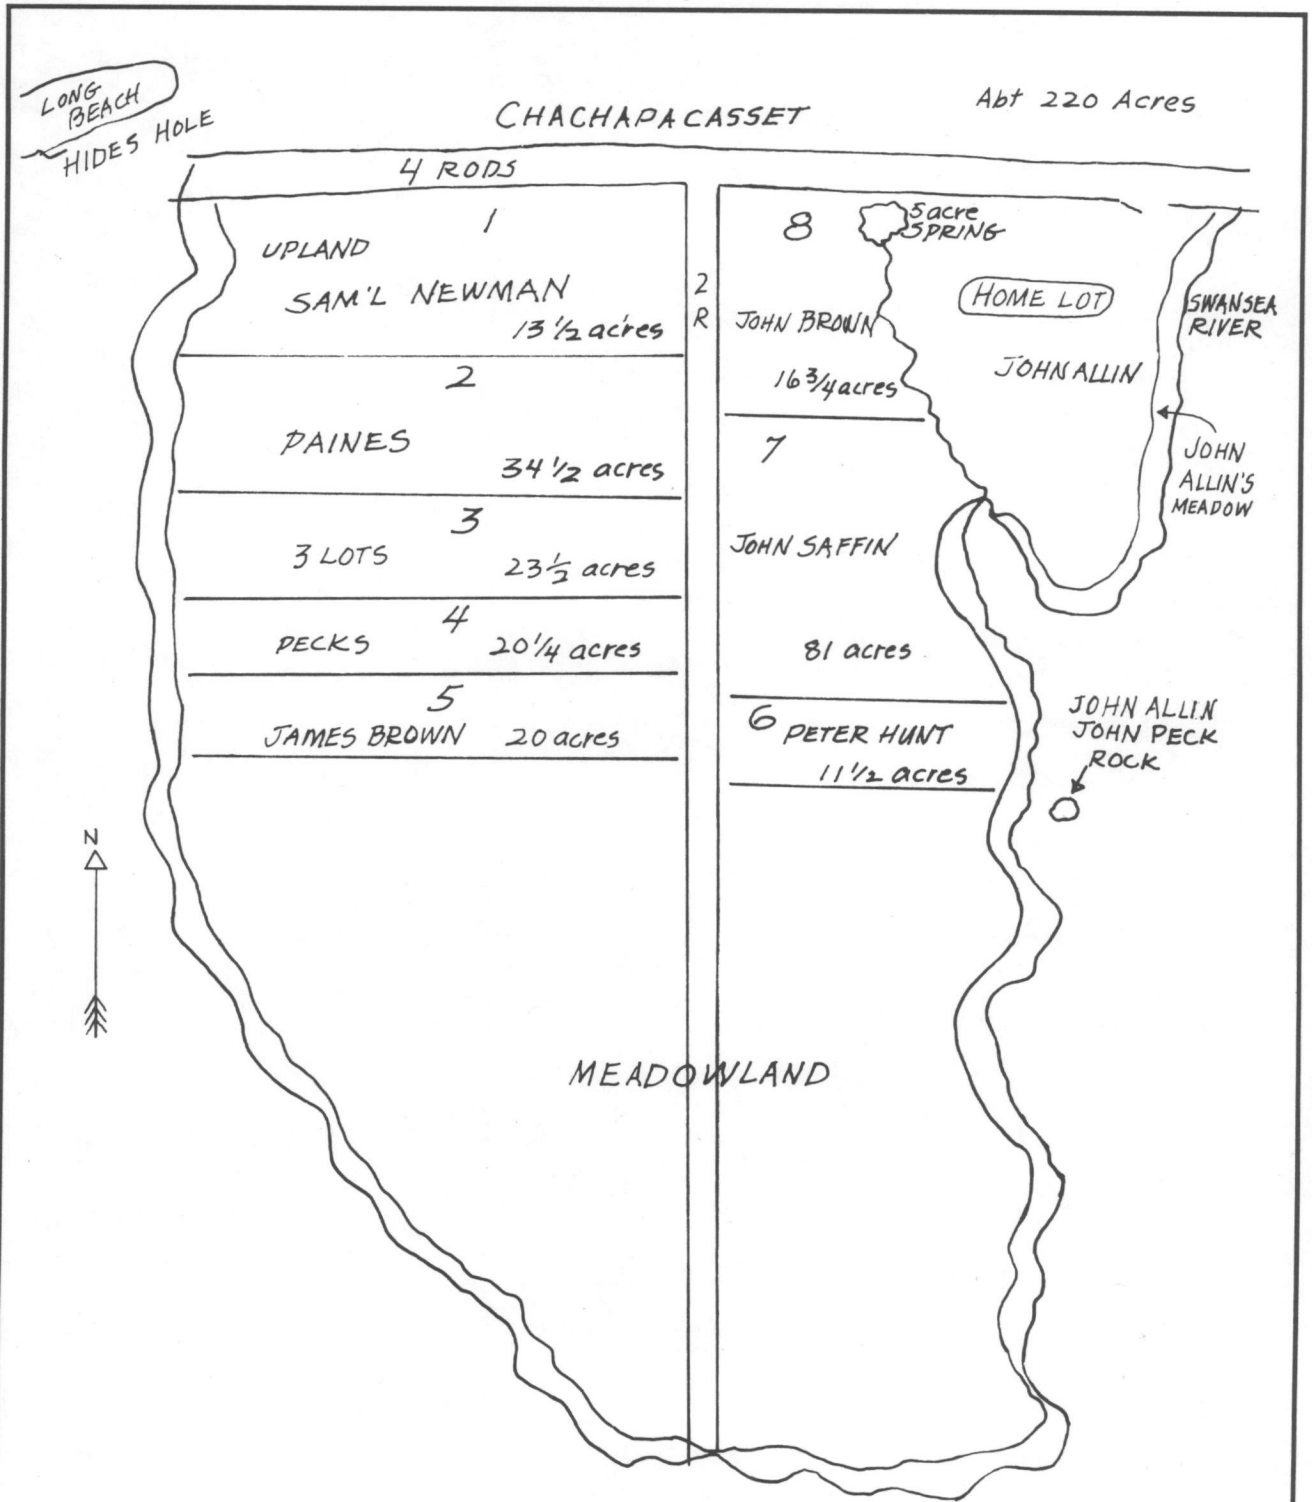 LONG
BEACH
HIDES HOLE
CHACHAPACASSET
Abt 220 Acres
4 RODS
1
UPLAND
SAM'L NEWMAN
13 1/2 acres
2
PAINES
34 1/2 acres
3
3 LOTS
23 1/2 acres
4
PECKS
20 1/4 acres
5
JAMES BROWN
20 acres
2
R
8
5 acre
SPRING
JOHN BROWN
16 3/4 acres
HOME LOT
JOHN ALLIN
SWANSEA
RIVER
JOHN
ALLIN'S
MEADOW
7
JOHN SAFFIN
81 acres
6
PETER HUNT
11 1/2 acres
JOHN ALLIN
JOHN PECK
ROCK
N
MEADOWLAND